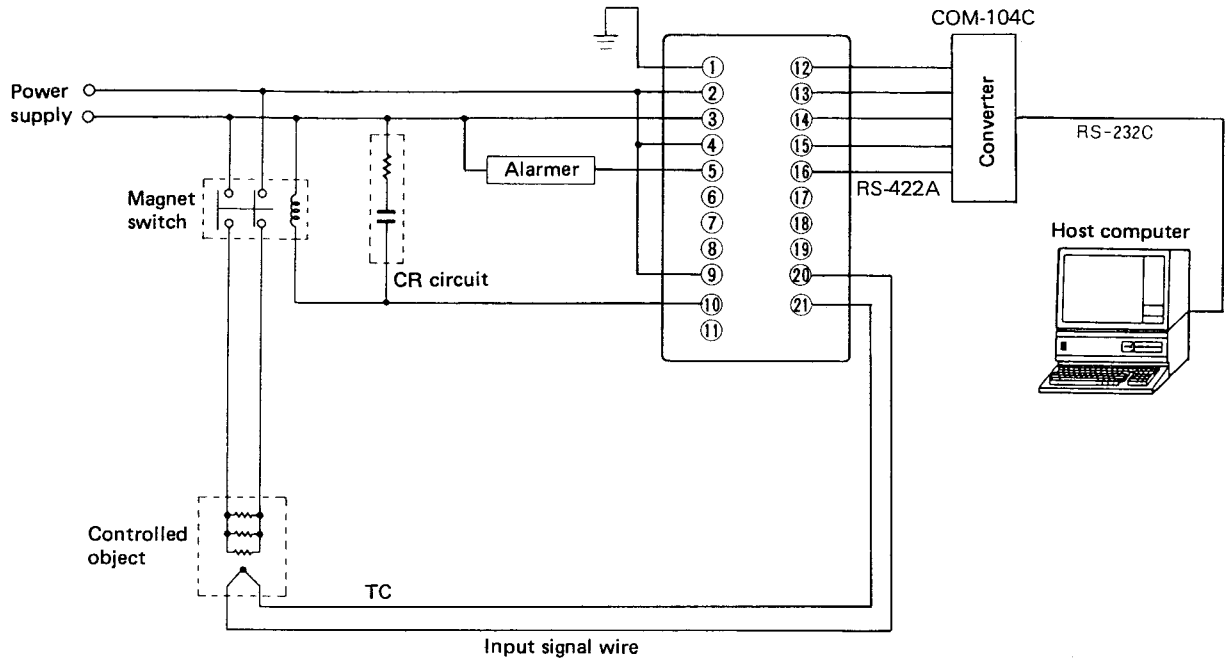 COM-104C
Power
supply
① ⑫
② ⑬
③ ⑭
④ ⑮
⑤ ⑯
⑥ ⑰
⑦ ⑱
⑧ ⑲
⑨ ⑳
⑩ ㉑
⑪
Converter
RS-232C
Alarmer
RS-422A
Magnet
switch
Host computer
CR circuit
Controlled
object
TC
Input signal wire